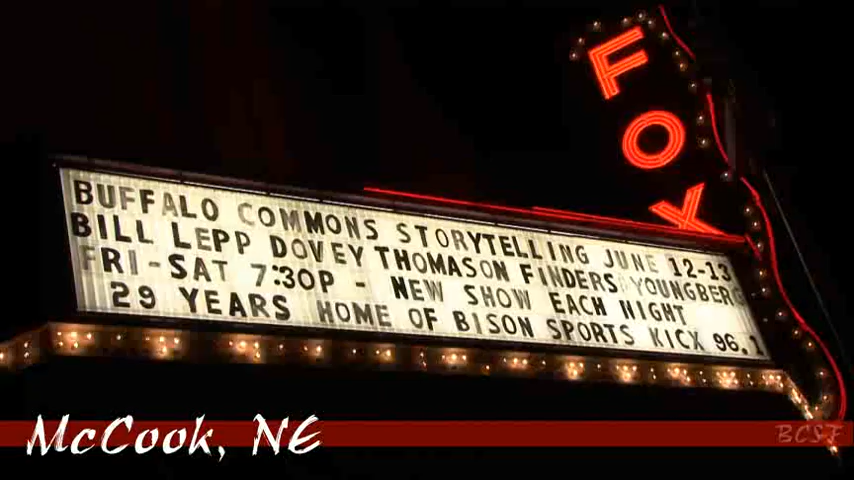 FOX
BUFFALO COMMONS STORYTELLING JUNE 12-13
BILL LEPP DOVEY THOMASON FINDERS YOUNGBERG
FRI-SAT 7:30P - NEW SHOW EACH NIGHT
29 YEARS HOME OF BISON SPORTS KICX 96.1
McCook, NE
BCSF